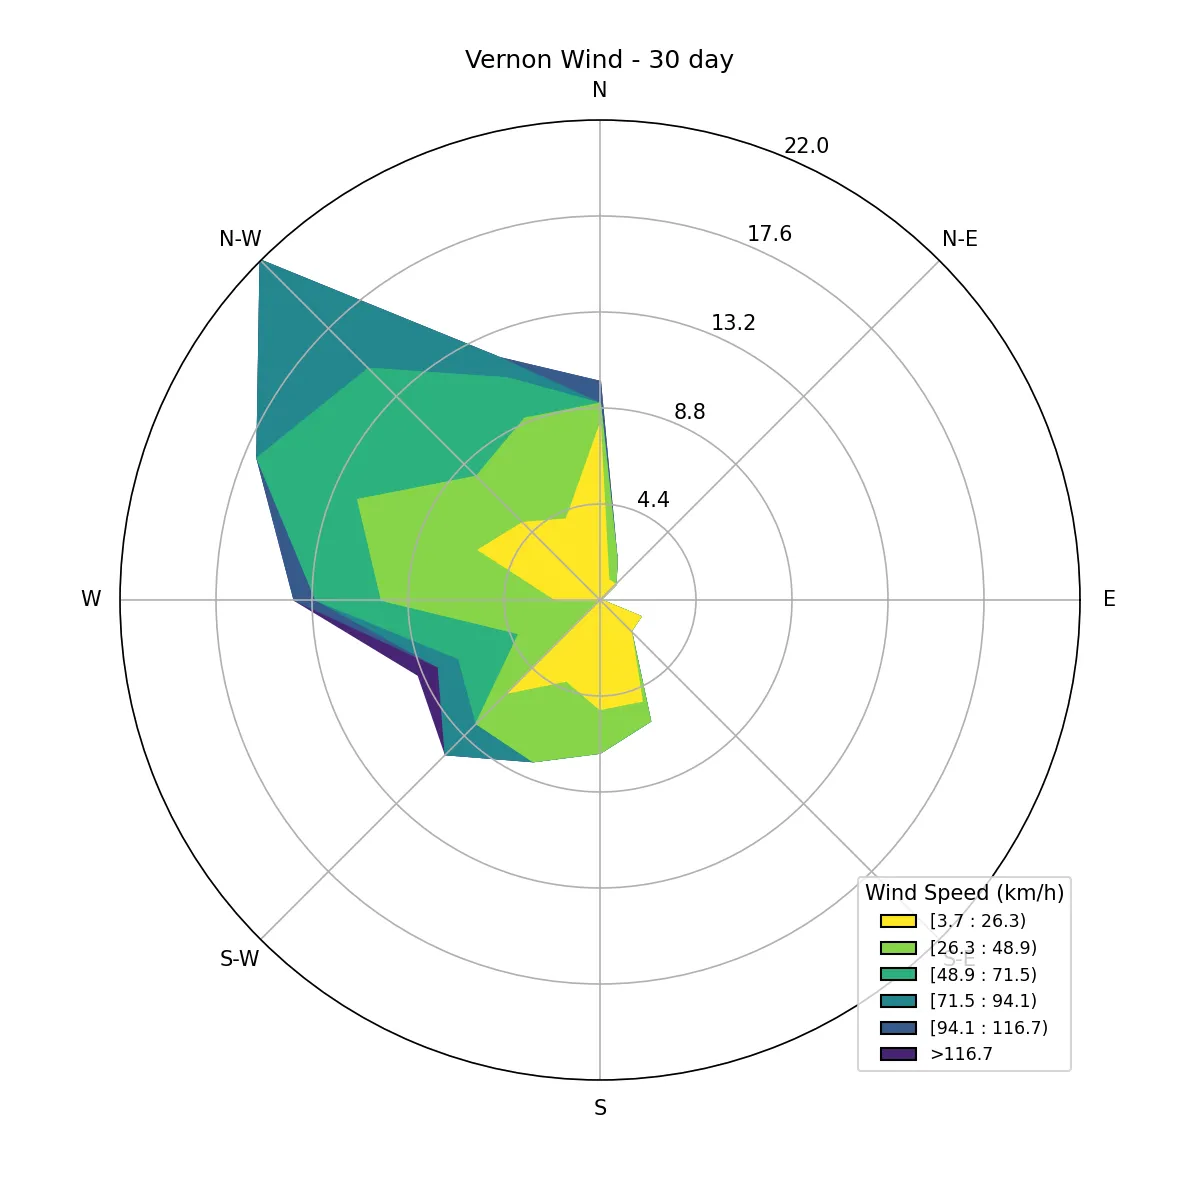 Vernon Wind - 30 day
N
22.0
17.6
N-W
N-E
13.2
8.8
4.4
W
E
S-W
S-E
S
Wind Speed (km/h)
[3.7 : 26.3)
[26.3 : 48.9)
[48.9 : 71.5)
[71.5 : 94.1)
[94.1 : 116.7)
>116.7